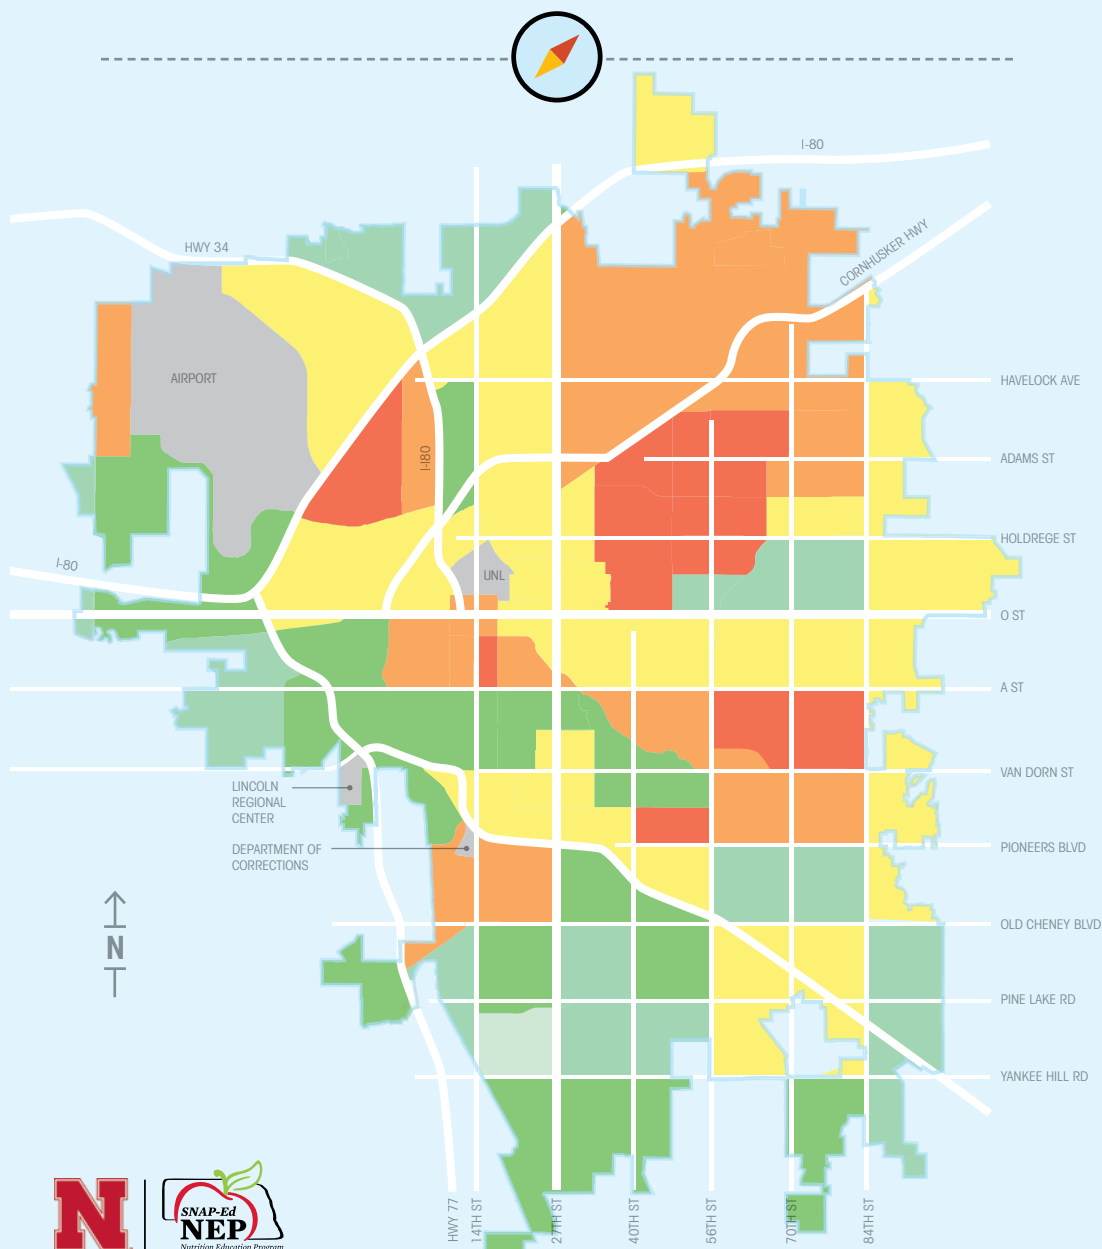 I-80
HWY 34
CORNHUSKER HWY
AIRPORT
HAVELOCK AVE
I-180
ADAMS ST
HOLDREGE ST
I-80
UNL
O ST
A ST
VAN DORN ST
LINCOLN
REGIONAL
CENTER
DEPARTMENT OF
CORRECTIONS
PIONEERS BLVD
OLD CHENEY BLVD
N
PINE LAKE RD
YANKEE HILL RD
HWY 77
14TH ST
27TH ST
40TH ST
56TH ST
70TH ST
84TH ST
N
SNAP-Ed
NEP
Nutrition Education Program